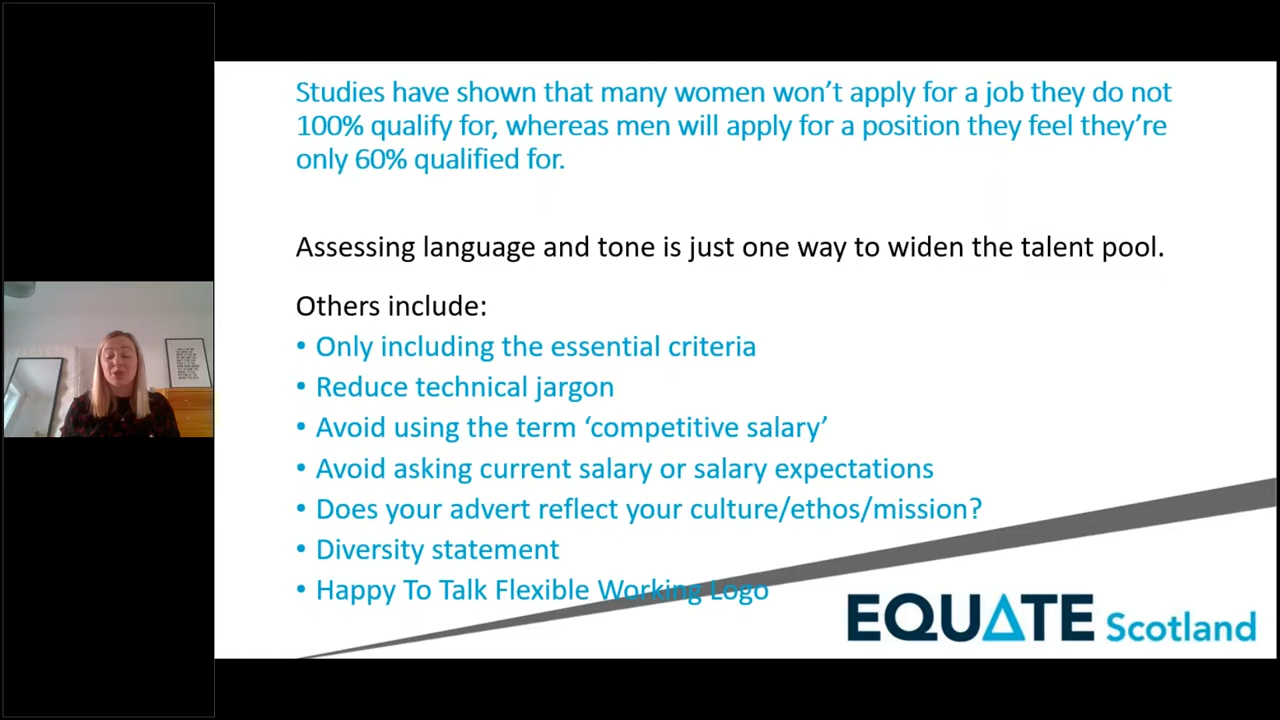 Studies have shown that many women won’t apply for a job they do not
100% qualify for, whereas men will apply for a position they feel they’re
only 60% qualified for.
Assessing language and tone is just one way to widen the talent pool.
Others include:
• Only including the essential criteria
• Reduce technical jargon
• Avoid using the term ‘competitive salary’
• Avoid asking current salary or salary expectations
• Does your advert reflect your culture/ethos/mission?
• Diversity statement
• Happy To Talk Flexible Working Logo
EQUATE Scotland